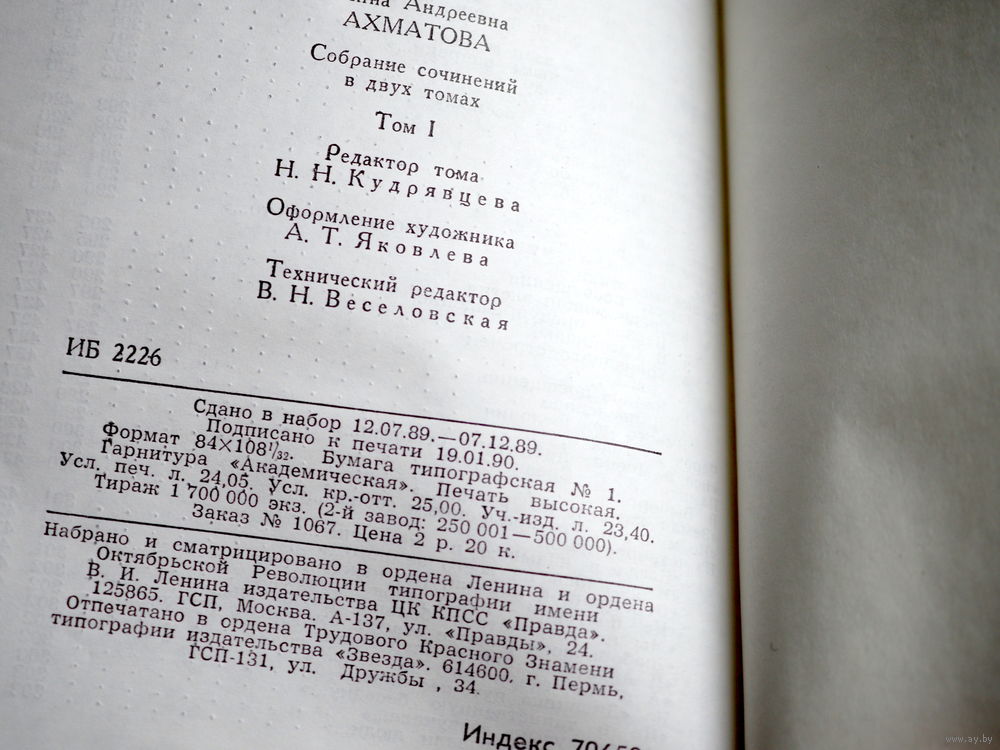 Андреевна
АХМАТОВА
Собрание сочинений
в двух томах
Том I
Редактор тома
Н. Н. Кудрявцева
Оформление художника
А. Т. Яковлева
Технический редактор
В. Н. Веселовская
ИБ 2226
Сдано в набор 12.07.89.—07.12.89.
Подписано к печати 19.01.90.
Формат 84×108¹/₃₂. Бумага типографская № 1.
Гарнитура «Академическая». Печать высокая.
Усл. печ. л. 24,05. Усл. кр.-отт. 25,00. Уч.-изд. л. 23,40.
Тираж 1 700 000 экз. (2-й завод: 250 001—500 000).
Заказ № 1067. Цена 2 р. 20 к.
Набрано и сматрицировано в ордена Ленина и ордена
Октябрьской Революции типографии имени
В. И. Ленина издательства ЦК КПСС «Правда».
125865. ГСП, Москва. А-137, ул. «Правды», 24.
Отпечатано в ордена Трудового Красного Знамени
типографии издательства «Звезда». 614600. г. Пермь,
ГСП-131, ул. Дружбы , 34.
Индекс
www.ay.by